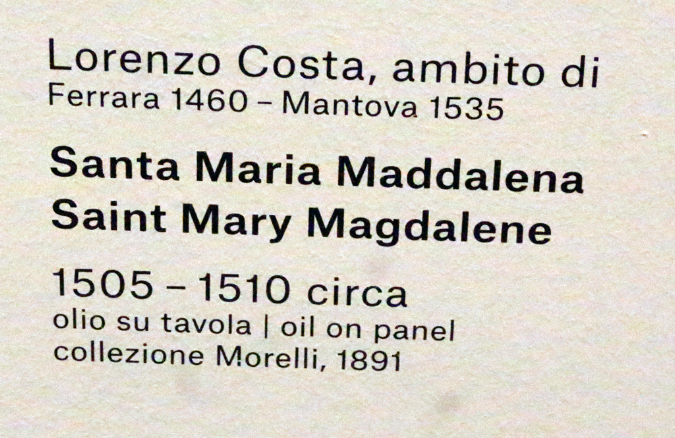 Lorenzo Costa, ambito di
Ferrara 1460 – Mantova 1535
Santa Maria Maddalena
Saint Mary Magdalene
1505 – 1510 circa
olio su tavola | oil on panel
collezione Morelli, 1891